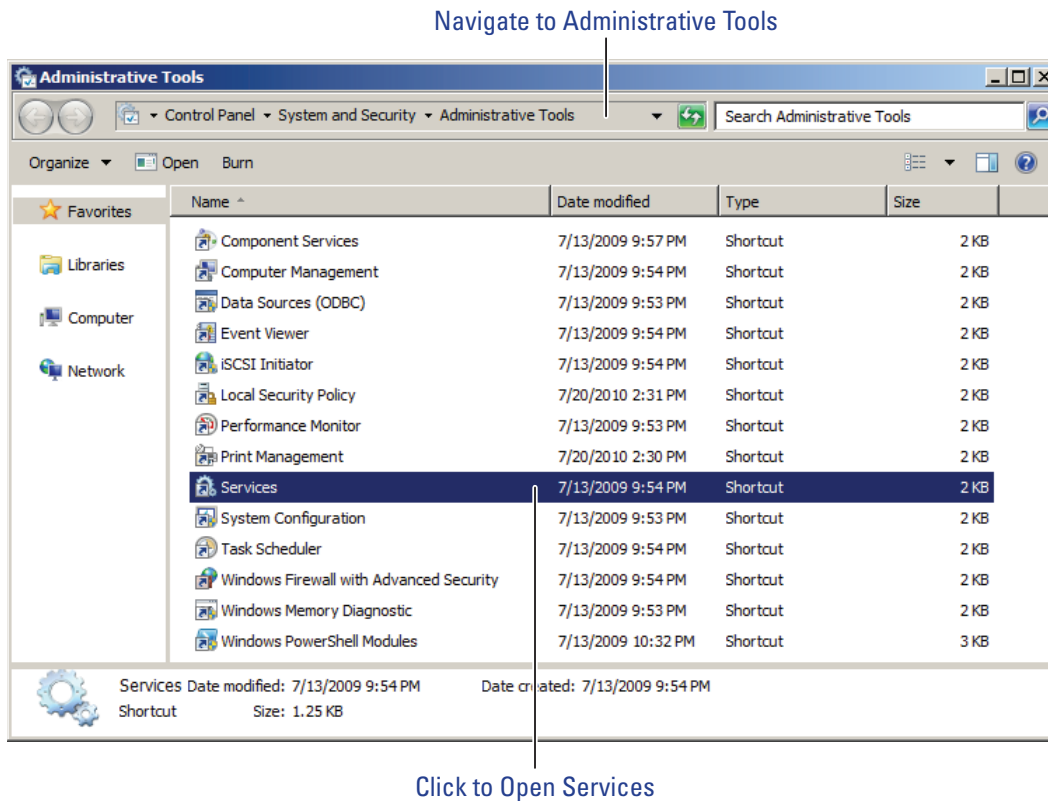 Navigate to Administrative Tools
Administrative Tools
Control Panel System and Security Administrative Tools Search Administrative Tools
Organize Open Burn
Name Date modified Type Size
Favorites
Libraries
Computer
Network
Component Services 7/13/2009 9:57 PM Shortcut 2 KB
Computer Management 7/13/2009 9:54 PM Shortcut 2 KB
Data Sources (ODBC) 7/13/2009 9:53 PM Shortcut 2 KB
Event Viewer 7/13/2009 9:54 PM Shortcut 2 KB
iSCSI Initiator 7/13/2009 9:54 PM Shortcut 2 KB
Local Security Policy 7/20/2010 2:31 PM Shortcut 2 KB
Performance Monitor 7/13/2009 9:53 PM Shortcut 2 KB
Print Management 7/20/2010 2:30 PM Shortcut 2 KB
Services 7/13/2009 9:54 PM Shortcut 2 KB
System Configuration 7/13/2009 9:53 PM Shortcut 2 KB
Task Scheduler 7/13/2009 9:54 PM Shortcut 2 KB
Windows Firewall with Advanced Security 7/13/2009 9:54 PM Shortcut 2 KB
Windows Memory Diagnostic 7/13/2009 9:53 PM Shortcut 2 KB
Windows PowerShell Modules 7/13/2009 10:32 PM Shortcut 3 KB
Services Date modified: 7/13/2009 9:54 PM Date created: 7/13/2009 9:54 PM
Shortcut Size: 1.25 KB
Click to Open Services